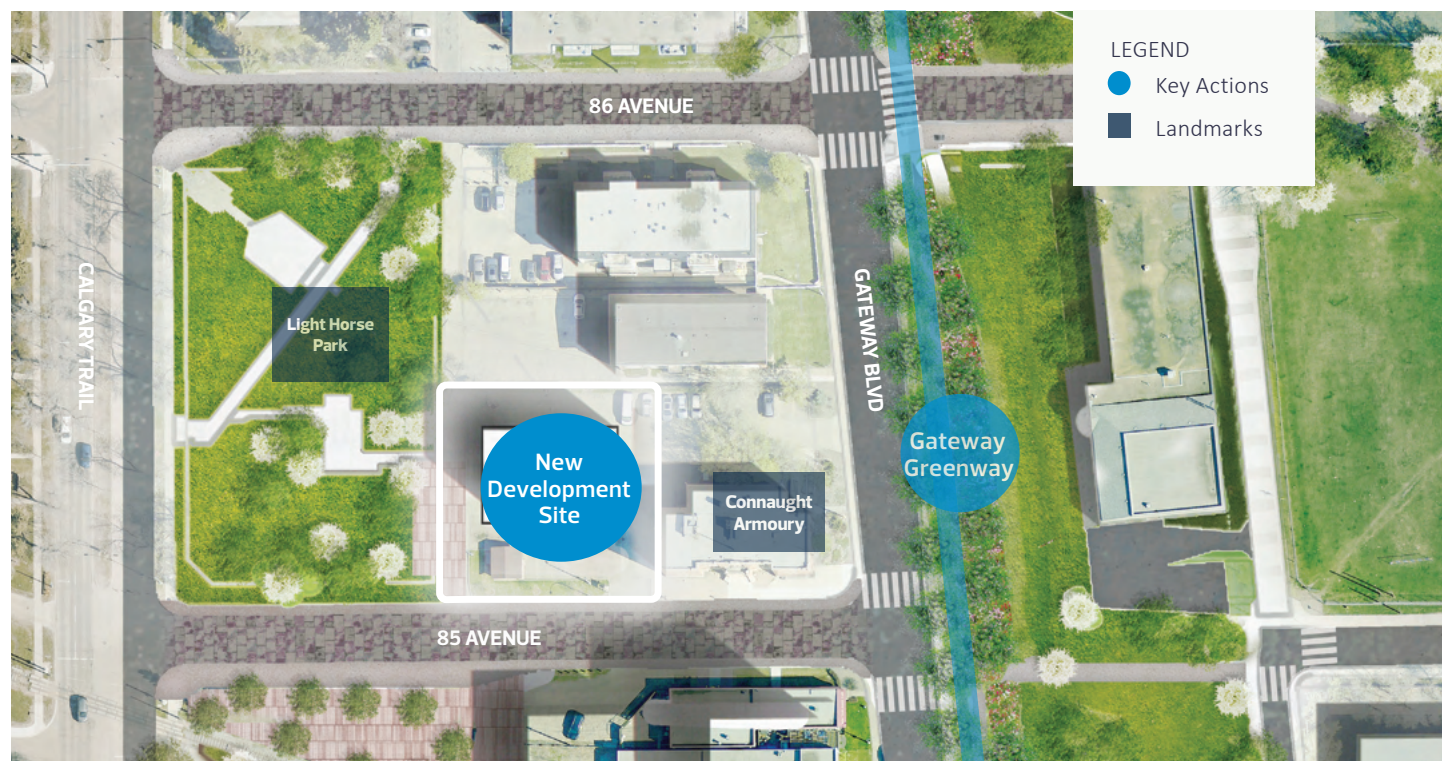 LEGEND
Key Actions
Landmarks
86 AVENUE
CALGARY TRAIL
Light Horse
Park
GATEWAY BLVD
New
Development
Site
Gateway
Greenway
Connaught
Armoury
85 AVENUE